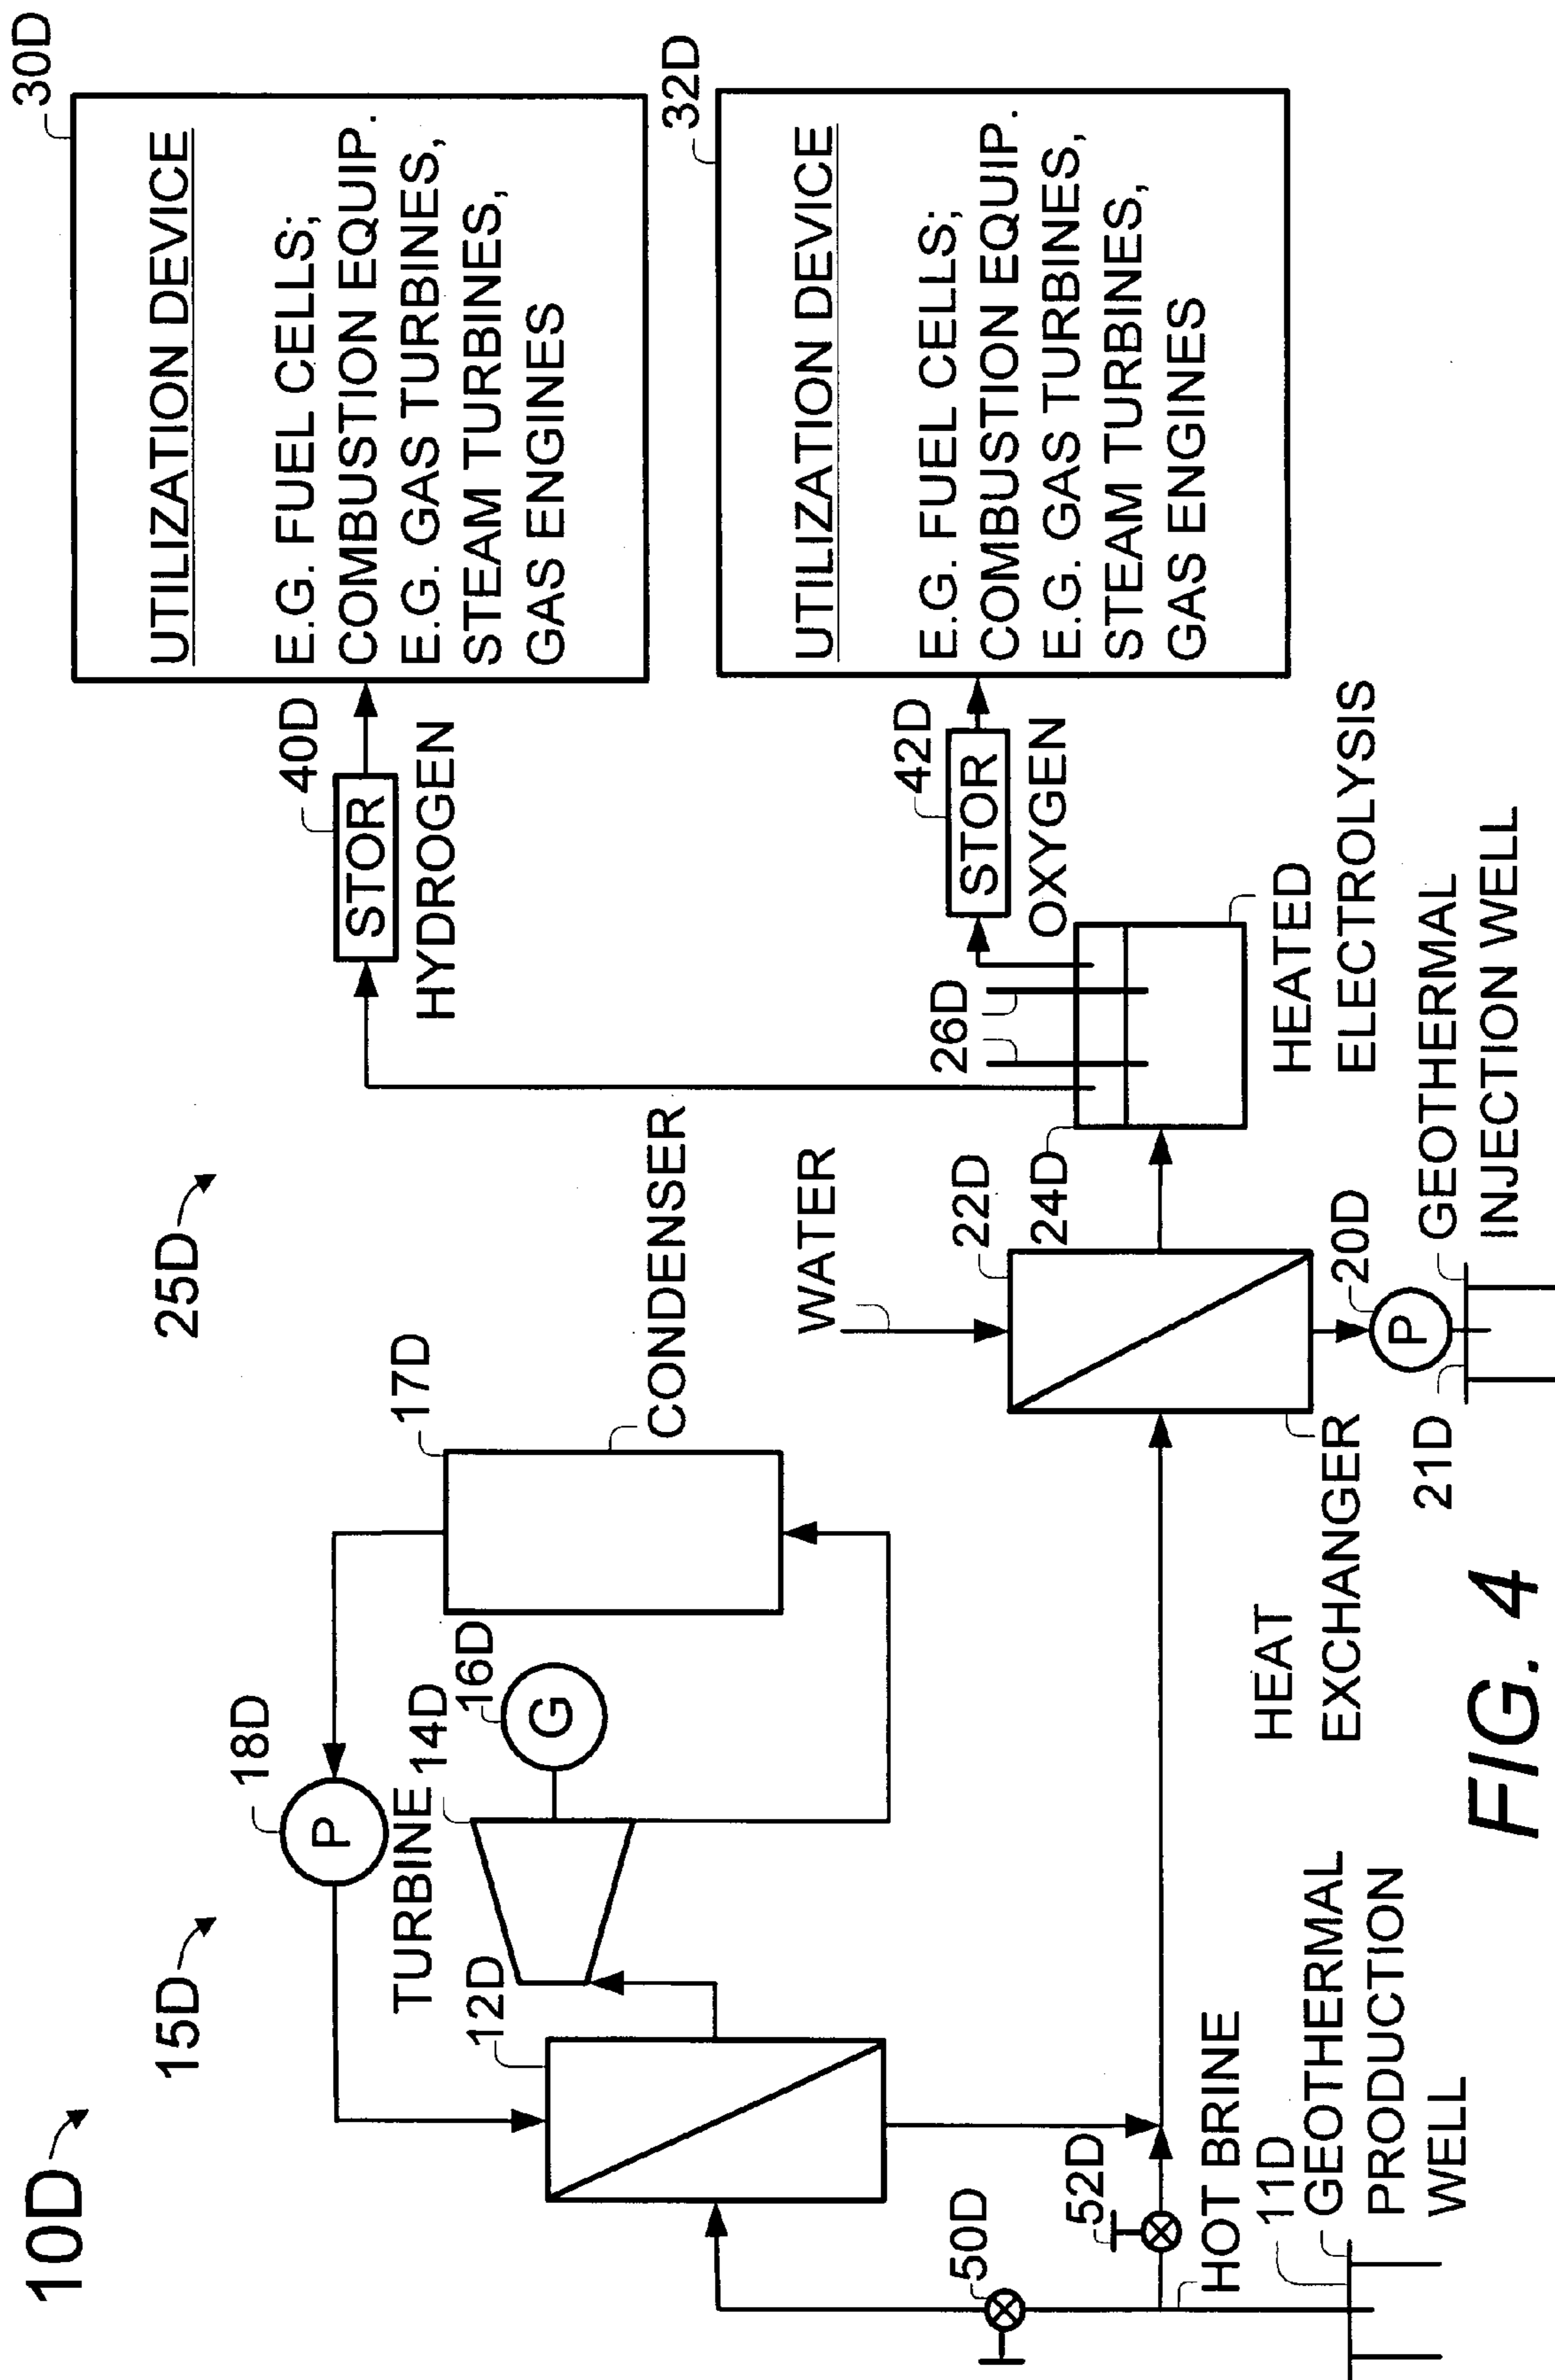 10D
15D
25D
18D
P
TURBINE
14D
16D
G
17D
CONDENSER
12D
50D
52D
HOT BRINE
11D
GEOTHERMAL
PRODUCTION
WELL
WATER
22D
HEAT
EXCHANGER
20D
P
21D
GEOTHERMAL
INJECTION WELL
24D
26D
HEATED
ELECTROLYSIS
40D
STOR
HYDROGEN
42D
STOR
OXYGEN
30D
UTILIZATION DEVICE
E.G. FUEL CELLS;
COMBUSTION EQUIP.
E.G. GAS TURBINES,
STEAM TURBINES,
GAS ENGINES
32D
UTILIZATION DEVICE
E.G. FUEL CELLS;
COMBUSTION EQUIP.
E.G. GAS TURBINES,
STEAM TURBINES,
GAS ENGINES
FIG. 4